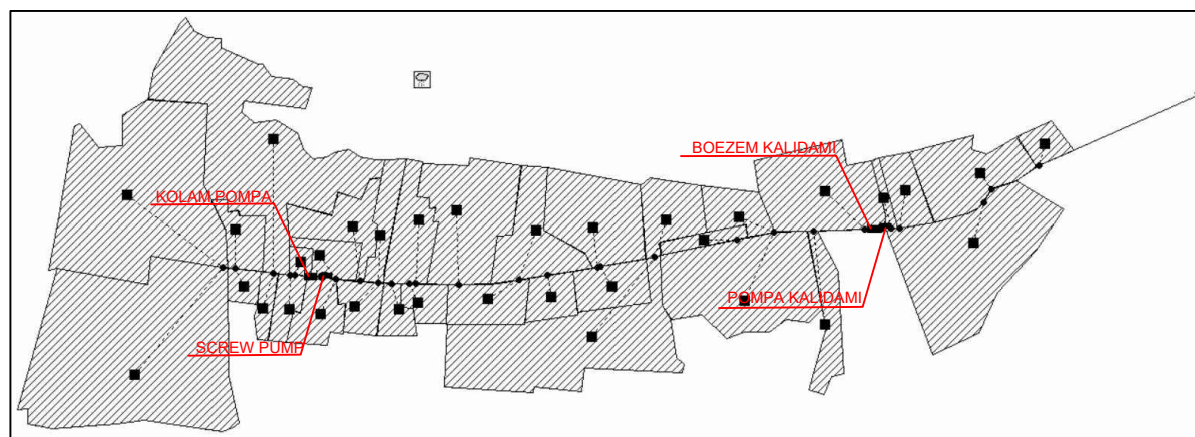 BOEZEM KALIDAMI
KOLAM POMPA
POMPA KALIDAMI
SCREW PUMP